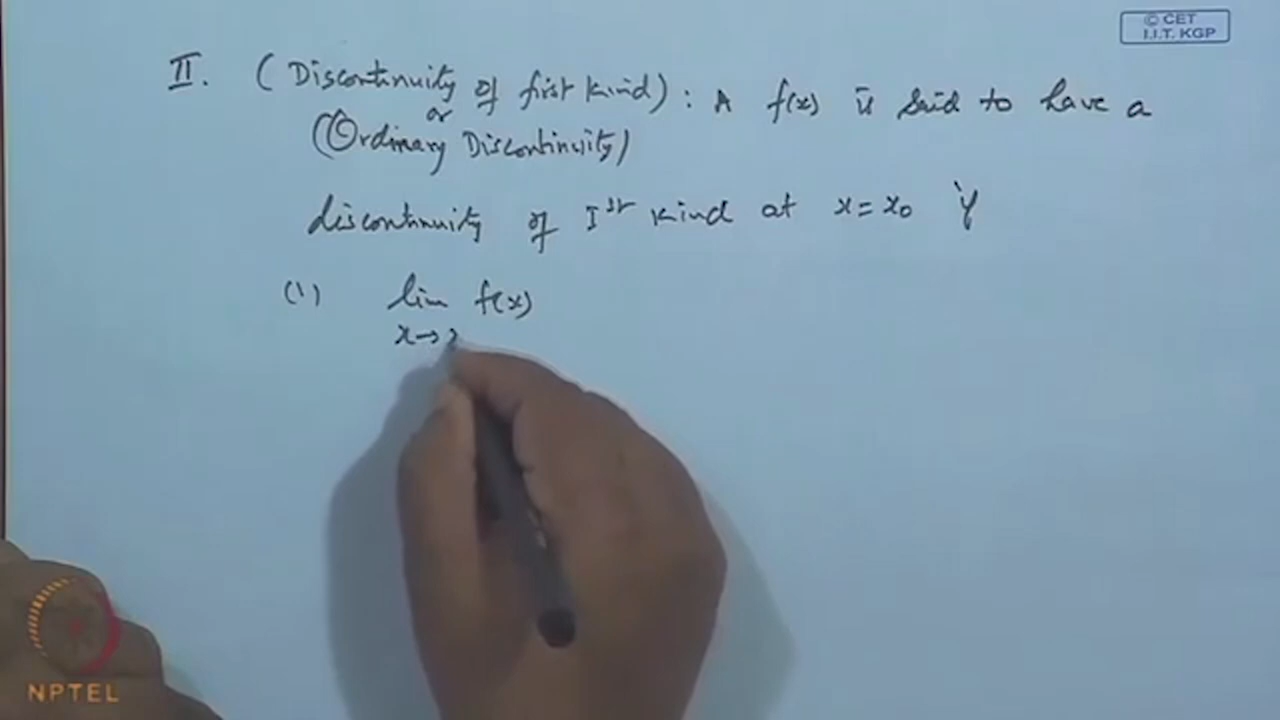 © CET
I.I.T. KGP
II. (Discontinuity of first kind) : A f(x) is said to have a
or
(Ordinary Discontinuity)
discontinuity of Ist kind at x = x0 if
(1) lim f(x)
x→
NPTEL